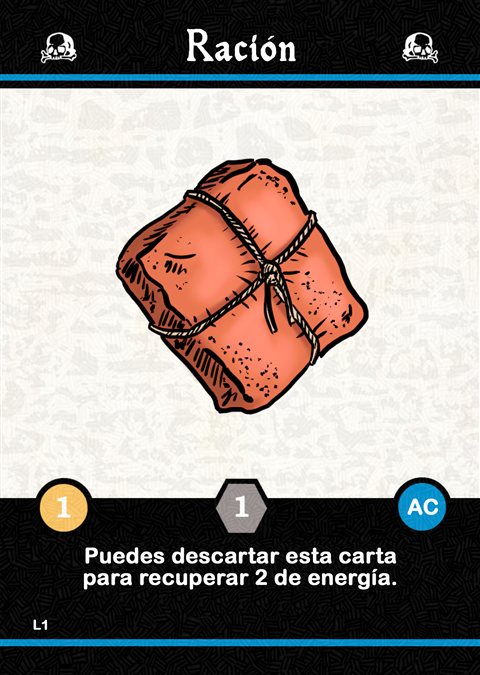 Ración
1
1
AC
Puedes descartar esta carta
para recuperar 2 de energía.
L1